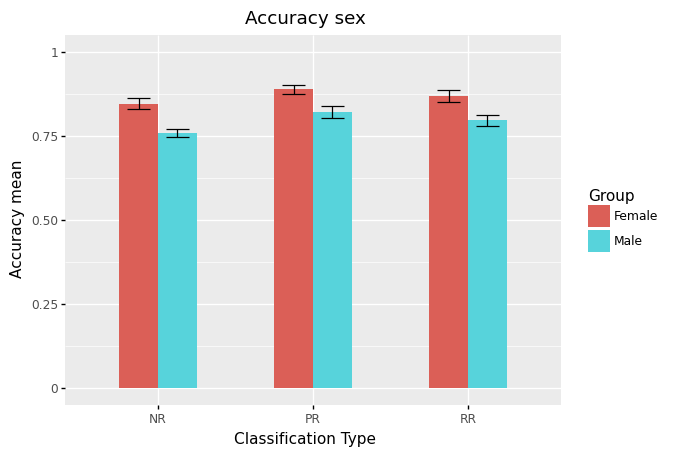 Accuracy sex
1
0.75
0.50
0.25
0
Accuracy mean
NR
PR
RR
Classification Type
Group
Female
Male